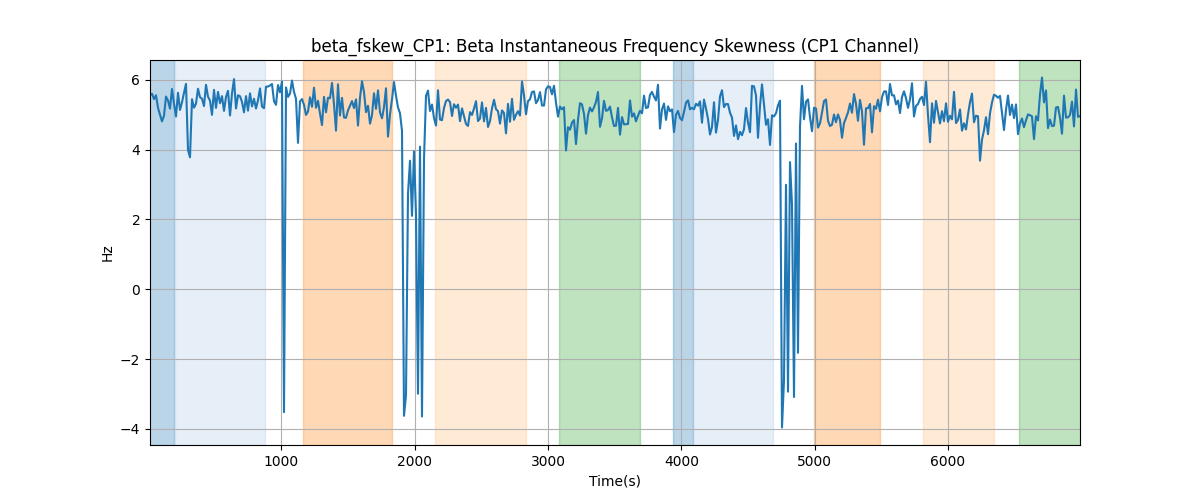 beta_fskew_CP1: Beta Instantaneous Frequency Skewness (CP1 Channel)
6
4
2
0
−2
−4
Hz
1000 2000 3000 4000 5000 6000
Time(s)